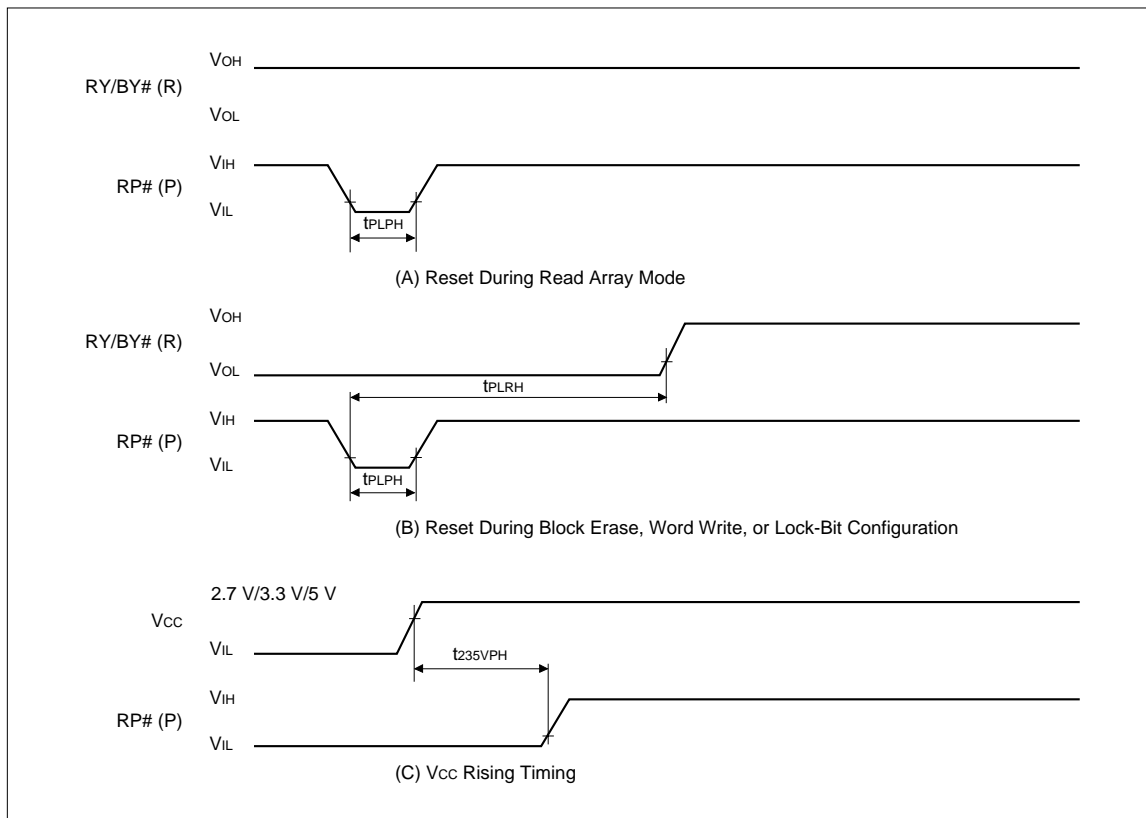 VOH
RY/BY# (R)
VOL
VIH
RP# (P)
VIL
tPLPH
(A) Reset During Read Array Mode
VOH
RY/BY# (R)
VOL
tPLRH
VIH
RP# (P)
VIL
tPLPH
(B) Reset During Block Erase, Word Write, or Lock-Bit Configuration
2.7 V/3.3 V/5 V
VCC
VIL
t235VPH
VIH
RP# (P)
VIL
(C) VCC Rising Timing